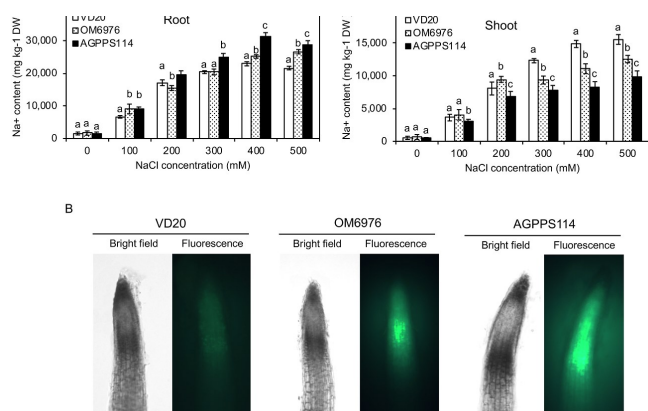 Root
VD20
OM6976
AGPPS114
Na+ content (mg kg-1 DW)
30,000
20,000
10,000
0
a a a
a b b
a b
a a b
a b c
a b c
0 100 200 300 400 500
NaCl concentration (mM)
Shoot
VD20
OM6976
AGPPS114
Na+ content (mg kg-1 DW)
15,000
10,000
5,000
0
a a a
a a b
a b c
a b c
a b c
a b c
0 100 200 300 400 500
NaCl concentration (mM)
B
VD20 OM6976 AGPPS114
Bright field Fluorescence Bright field Fluorescence Bright field Fluorescence